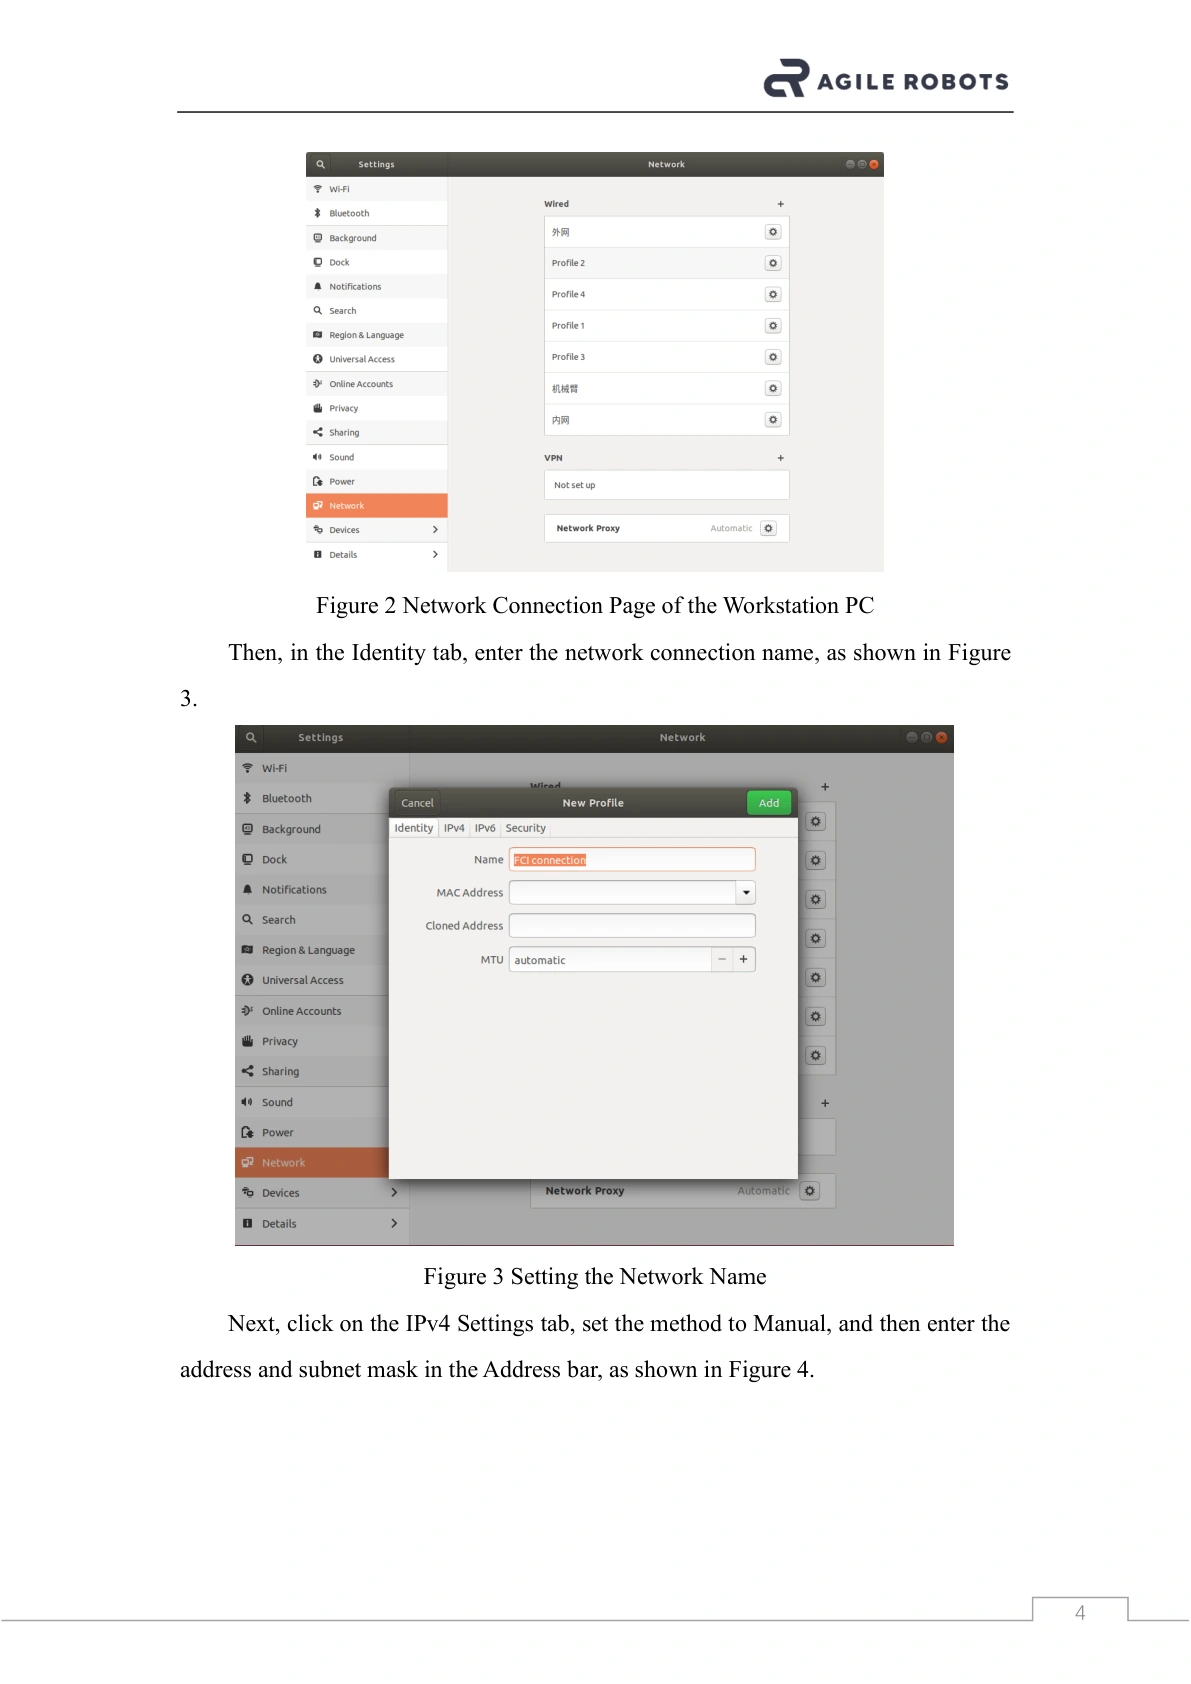 AGILE ROBOTS
Settings
Network
Wi-Fi
Bluetooth
Background
Dock
Notifications
Search
Region & Language
Universal Access
Online Accounts
Privacy
Sharing
Sound
Power
Network
Devices
Details
Wired
+
外网
Profile 2
Profile 4
Profile 1
Profile 3
机械臂
内网
VPN
+
Not set up
Network Proxy Automatic
Figure 2 Network Connection Page of the Workstation PC
Then, in the Identity tab, enter the network connection name, as shown in Figure
3.
Settings
Network
Wi-Fi
Bluetooth
Background
Dock
Notifications
Search
Region & Language
Universal Access
Online Accounts
Privacy
Sharing
Sound
Power
Network
Devices
Details
Wired
+
Cancel New Profile Add
Identity IPv4 IPv6 Security
Name FCI connection
MAC Address
Cloned Address
MTU automatic − +
+
Network Proxy Automatic
Figure 3 Setting the Network Name
Next, click on the IPv4 Settings tab, set the method to Manual, and then enter the
address and subnet mask in the Address bar, as shown in Figure 4.
4